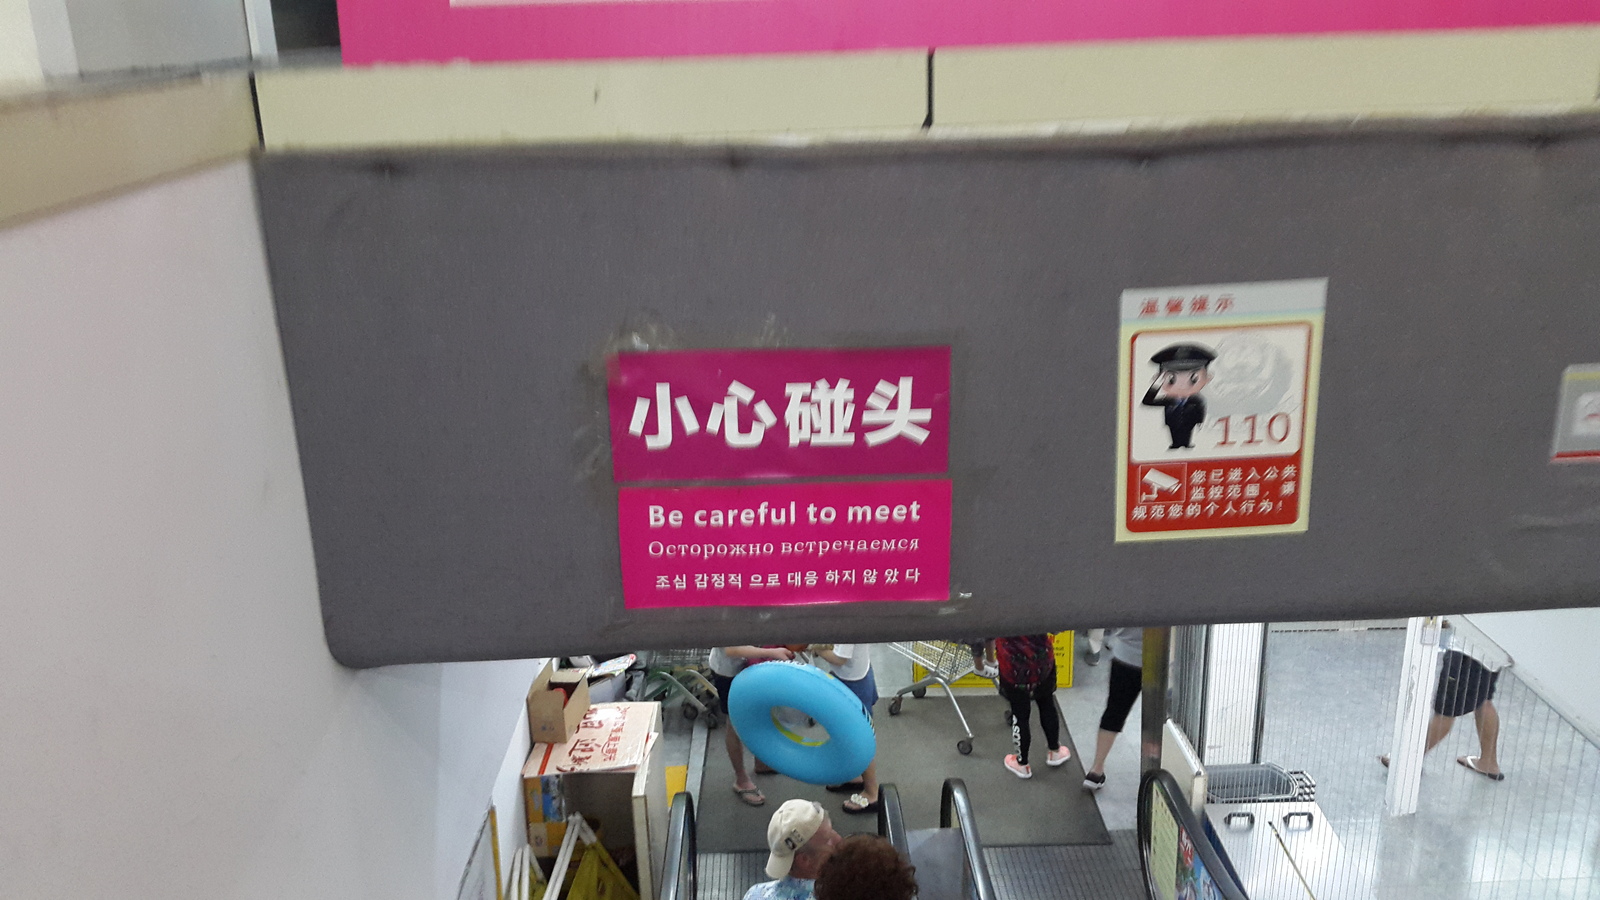 小心碰头
Be careful to meet
Осторожно встречаемся
조심 감정적 으로 대응 하지 않 았 다
温馨提示
110
您已进入公共
监控范围，请
规范您的个人行为！